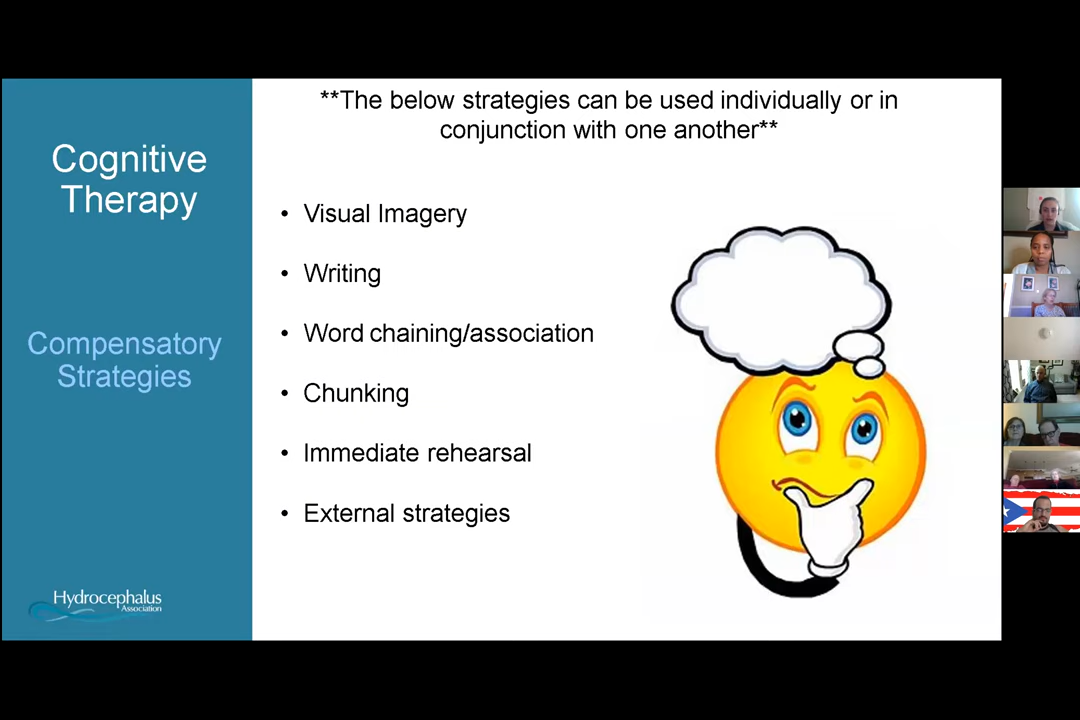 Cognitive
Therapy
Compensatory
Strategies
Hydrocephalus
Association
**The below strategies can be used individually or in
conjunction with one another**
• Visual Imagery
• Writing
• Word chaining/association
• Chunking
• Immediate rehearsal
• External strategies